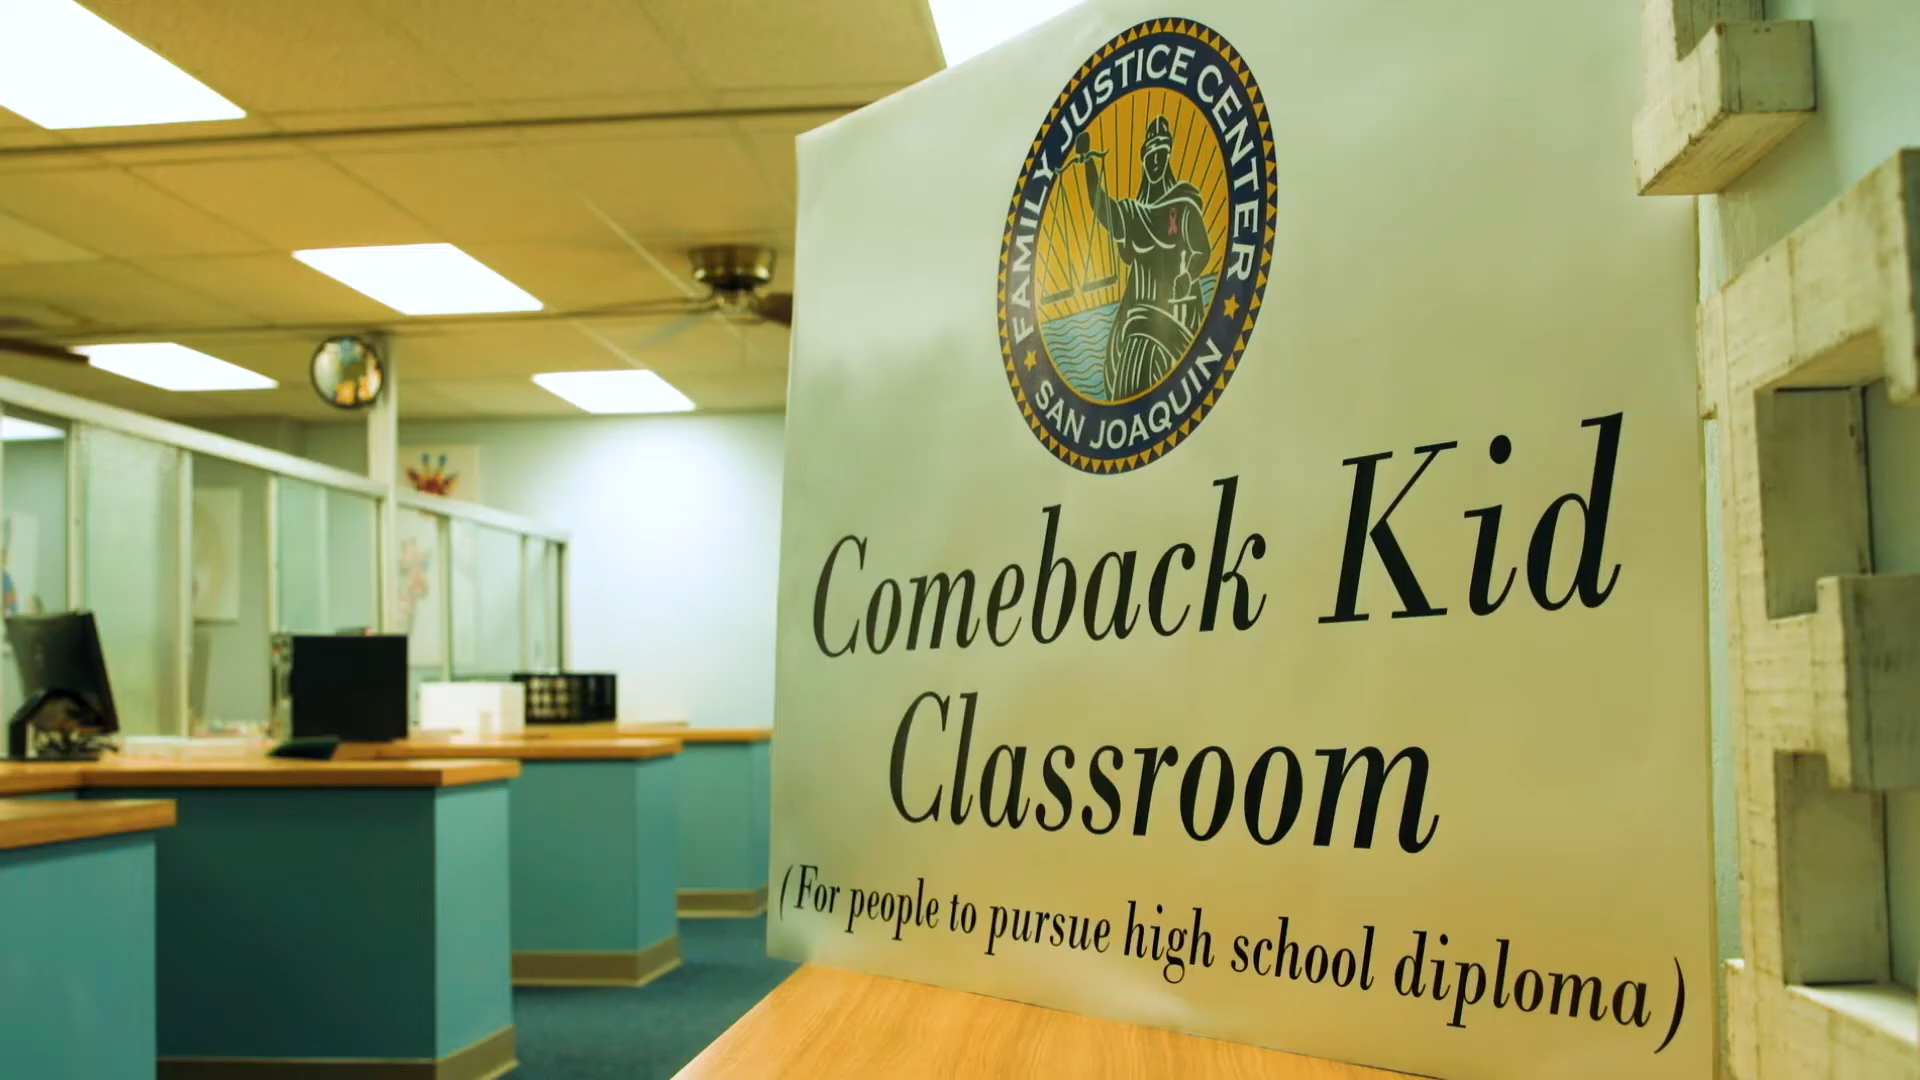 FAMILY JUSTICE CENTER
SAN JOAQUIN
Comeback Kid
Classroom
(For people to pursue high school diploma)